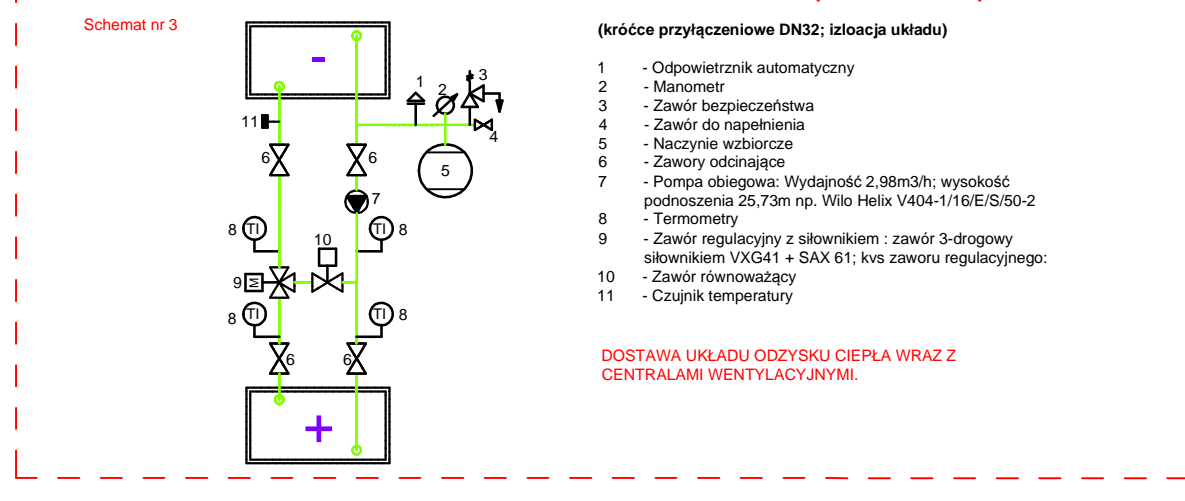 Schemat nr 3
(króćce przyłączeniowe DN32; izloacja układu)
1 - Odpowietrznik automatyczny
2 - Manometr
3 - Zawór bezpieczeństwa
4 - Zawór do napełnienia
5 - Naczynie wzbiorcze
6 - Zawory odcinające
7 - Pompa obiegowa: Wydajność 2,98m3/h; wysokość
podnoszenia 25,73m np. Wilo Helix V404-1/16/E/S/50-2
8 - Termometry
9 - Zawór regulacyjny z siłownikiem : zawór 3-drogowy
siłownikiem VXG41 + SAX 61; kvs zaworu regulacyjnego:
10 - Zawór równoważący
11 - Czujnik temperatury
DOSTAWA UKŁADU ODZYSKU CIEPŁA WRAZ Z
CENTRALAMI WENTYLACYJNYMI.
-
1
2
3
11
4
6
6
5
7
8 TI
TI 8
10
9 M
8 TI
TI 8
6
6
+